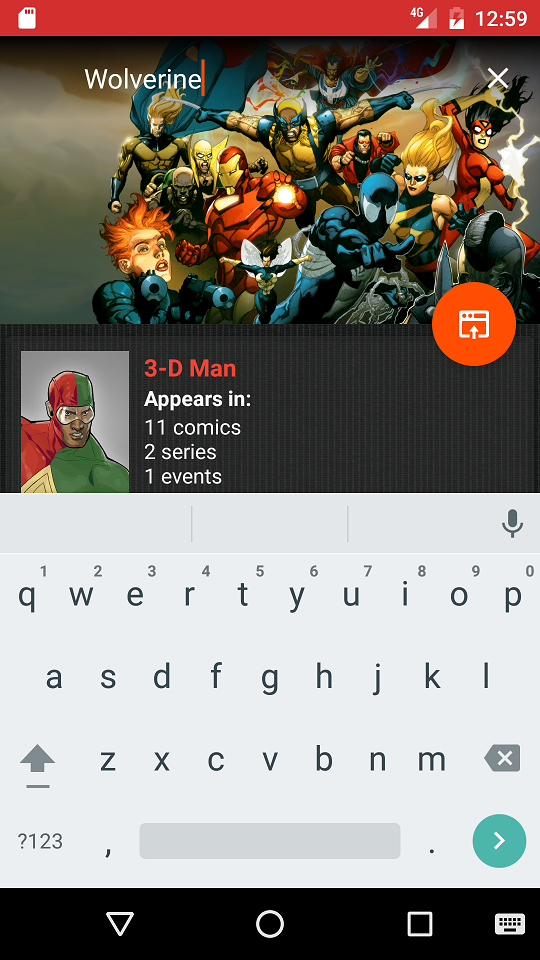 4G 12:59
Wolverine
3-D Man
Appears in:
11 comics
2 series
1 events
1 2 3 4 5 6 7 8 9 0
q w e r t y u i o p
a s d f g h j k l
z x c v b n m
?123 , .